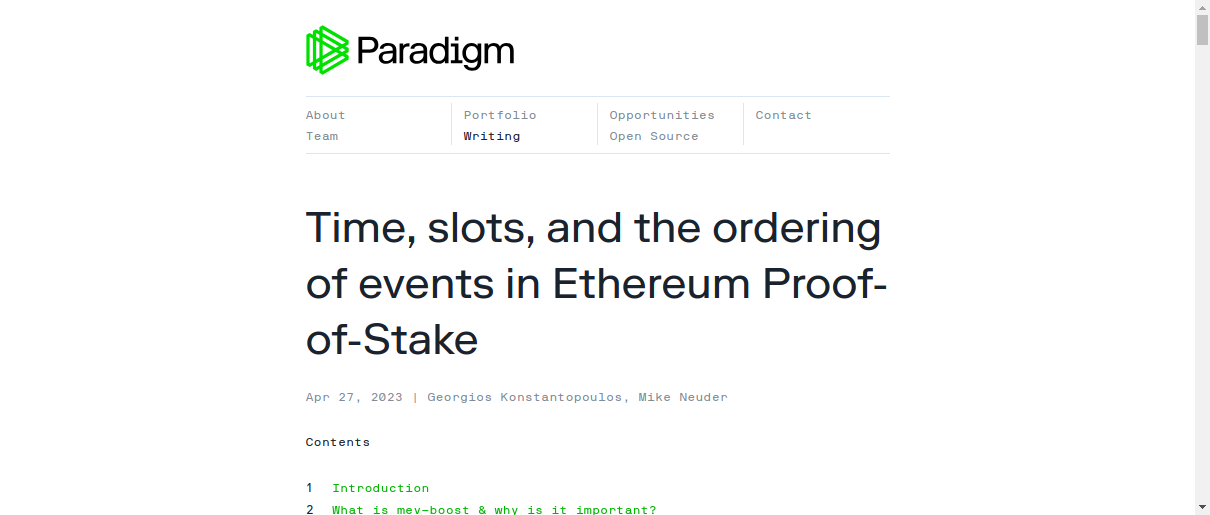 Paradigm
About
Team
Portfolio
Writing
Opportunities
Open Source
Contact
Time, slots, and the ordering
of events in Ethereum Proof-
of-Stake
Apr 27, 2023 | Georgios Konstantopoulos, Mike Neuder
Contents
1 Introduction
2 What is mev–boost & why is it important?